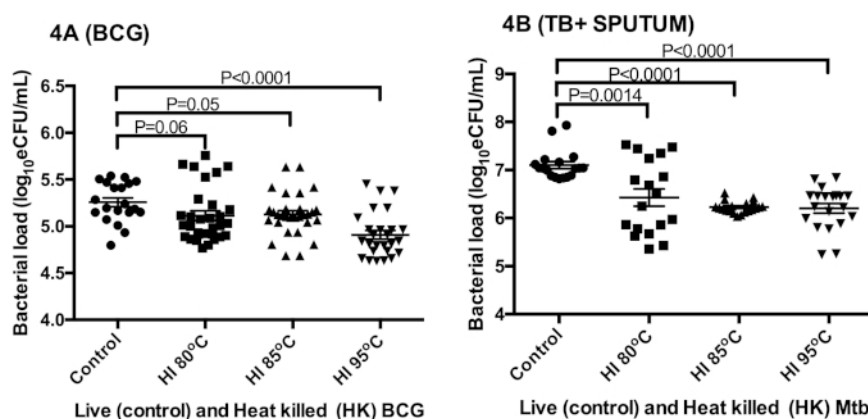 4A (BCG)
Bacterial load (log₁₀eCFU/mL)
6.5
6.0
5.5
5.0
4.5
4.0
P<0.0001
P=0.05
P=0.06
Control
HI 80°C
HI 85°C
HI 95°C
Live (control) and Heat killed (HK) BCG
4B (TB+ SPUTUM)
Bacterial load (log₁₀eCFU/mL)
9
8
7
6
5
4
P<0.0001
P<0.0001
P=0.0014
Control
HI 80°C
HI 85°C
HI 95°C
Live (control) and Heat killed (HK) Mtb